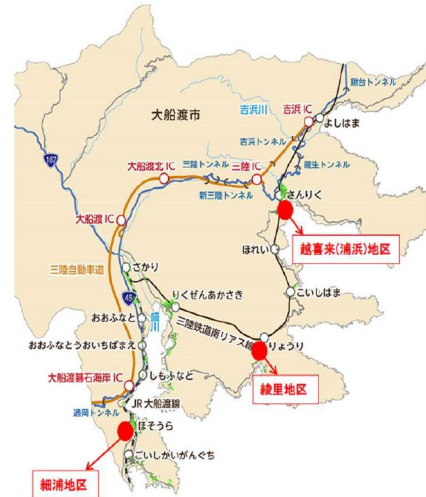 鍬台トンネル
吉浜川
吉浜IC
よしはま
大船渡市
吉浜トンネル
羅生トンネル
107
大船渡北IC
三陸トンネル
三陸IC
新三陸トンネル
さんりく
大船渡IC
越喜来(浦浜)地区
ほれい
三陸自動車道
さかり
45
りくぜんあかさき
こいしはま
盛川
おおふなと
三陸鉄道南リアス線
りょうり
おおふなとうおいちばまえ
大船渡碁石海岸IC
しもふなと
綾里地区
通岡トンネル
JR大船渡線
ほそうら
細浦地区
ごいしかいがんぐち